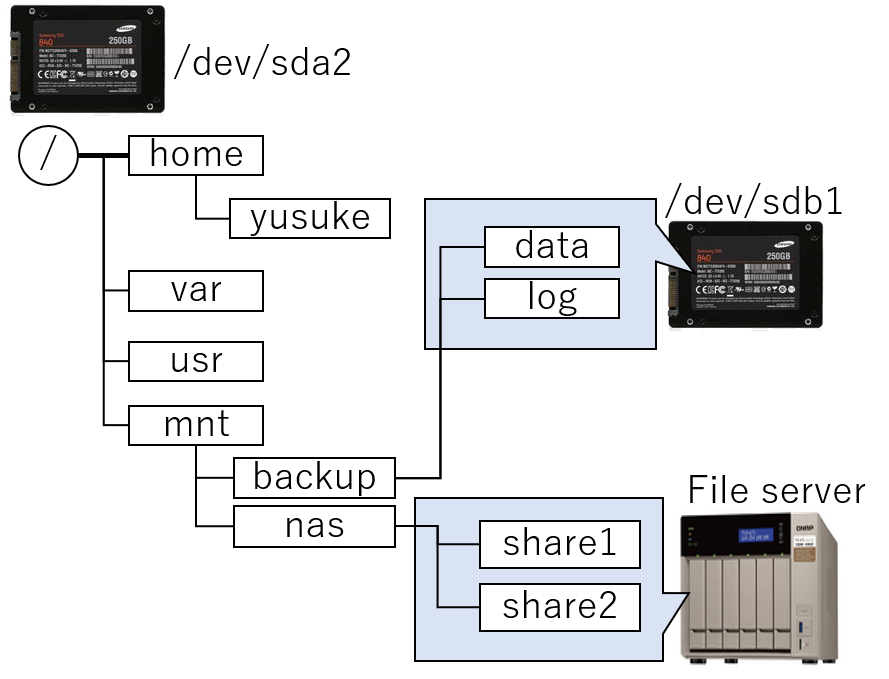 SAMSUNG
Samsung SSD
840
250GB
/dev/sda2
/
home
yusuke
/dev/sdb1
SAMSUNG
Samsung SSD
840
250GB
data
log
var
usr
mnt
backup
nas
File server
QNAP
share1
share2